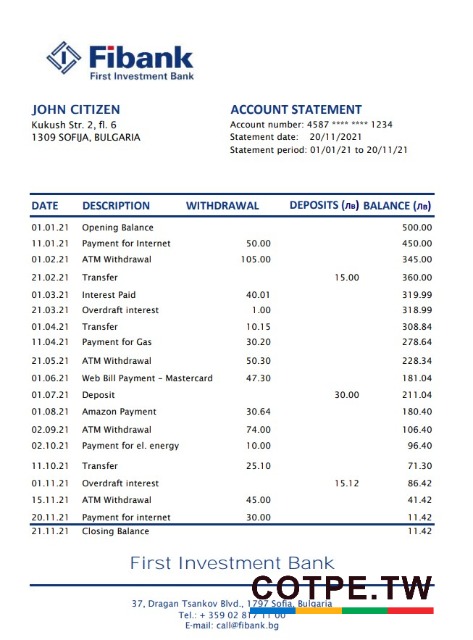 Fibank
First Investment Bank
JOHN CITIZEN
Kukush Str. 2, fl. 6
1309 SOFIJA, BULGARIA
ACCOUNT STATEMENT
Account number: 4587 **** **** 1234
Statement date: 20/11/2021
Statement period: 01/01/21 to 20/11/21
DATE DESCRIPTION WITHDRAWAL DEPOSITS (лв) BALANCE (лв)
01.01.21 Opening Balance 500.00
11.01.21 Payment for Internet 50.00 450.00
01.02.21 ATM Withdrawal 105.00 345.00
21.02.21 Transfer 15.00 360.00
01.03.21 Interest Paid 40.01 319.99
21.03.21 Overdraft interest 1.00 318.99
01.04.21 Transfer 10.15 308.84
11.04.21 Payment for Gas 30.20 278.64
21.05.21 ATM Withdrawal 50.30 228.34
01.06.21 Web Bill Payment – Mastercard 47.30 181.04
01.07.21 Deposit 30.00 211.04
01.08.21 Amazon Payment 30.64 180.40
02.09.21 ATM Withdrawal 74.00 106.40
02.10.21 Payment for el. energy 10.00 96.40
11.10.21 Transfer 25.10 71.30
01.11.21 Overdraft interest 15.12 86.42
15.11.21 ATM Withdrawal 45.00 41.42
20.11.21 Payment for internet 30.00 11.42
21.11.21 Closing Balance 11.42
First Investment Bank
COTPE.TW
37, Dragan Tsankov Blvd., 1797 Sofia, Bulgaria
Tel.: + 359 02 817 11 00
E-mail: call@fibank.bg